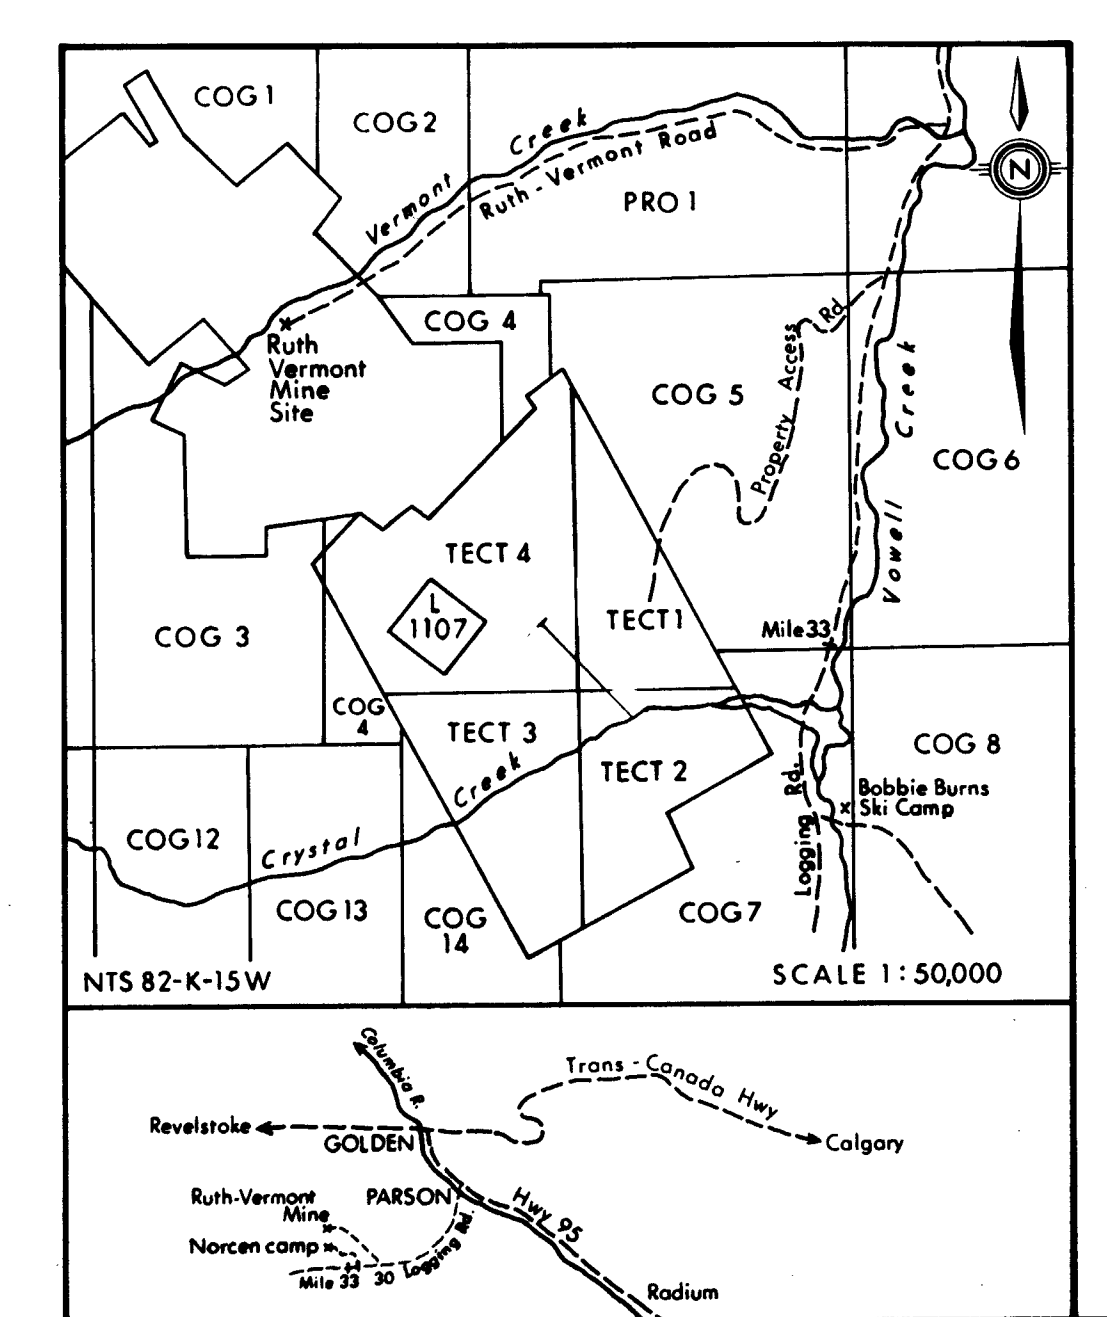 COG 1
COG 2
Vermont Creek
Ruth - Vermont Road
PRO 1
N
COG 4
Ruth
Vermont
Mine
Site
COG 5
Property Access Rd
Vowell Creek
COG 6
TECT 4
L
1107
TECT 1
Mile 33
COG 3
COG
4
TECT 3
TECT 2
COG 8
Bobbie Burns
Ski Camp
Logging Rd.
Crystal Creek
COG 12
COG 13
COG
14
COG 7
NTS 82-K-15W
SCALE 1 : 50,000
Columbia R.
Trans - Canada Hwy
Revelstoke
GOLDEN
Calgary
Ruth-Vermont
Mine
PARSON
Hwy 95
Norcen camp
Mile 33 30 Logging Rd.
Radium